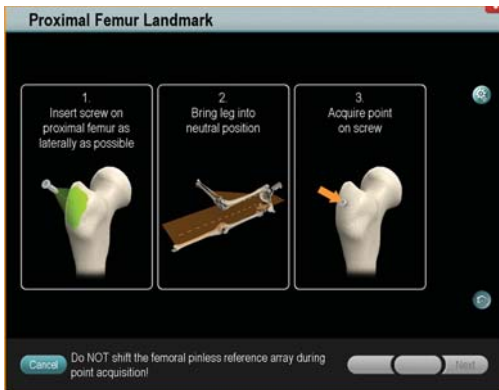 Proximal Femur Landmark
1.
Insert screw on
proximal femur as
laterally as possible
2.
Bring leg into
neutral position
3.
Acquire point
on screw
Cancel
Do NOT shift the femoral pinless reference array during
point acquisition!
Next